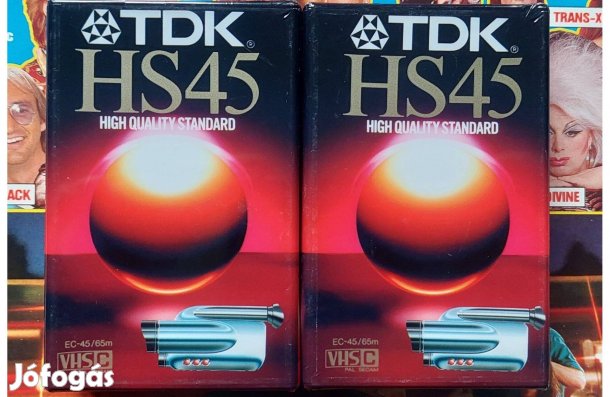 TDK
HS45
HIGH QUALITY STANDARD
EC-45/65m
VHS C
TDK
HS45
HIGH QUALITY STANDARD
EC-45/65m
VHS C
PAL SECAM
TRANS-X
DIVINE
ACK
Jófogás